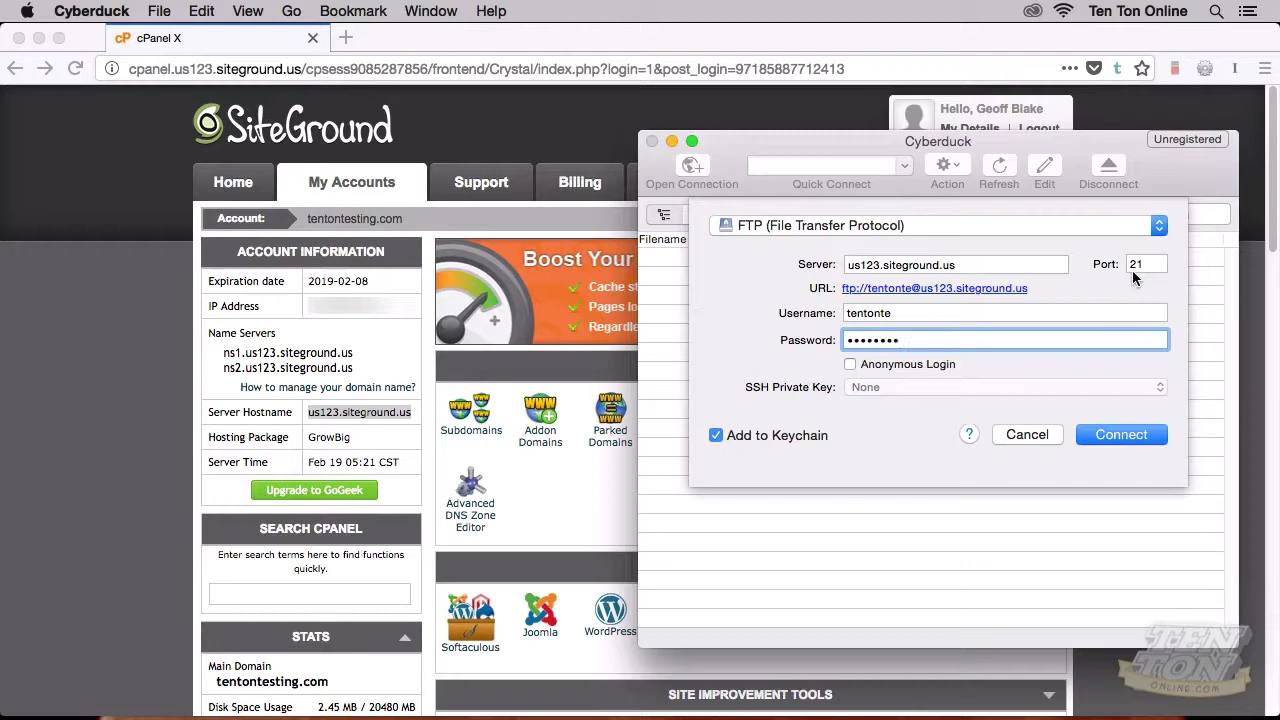 Cyberduck File Edit View Go Bookmark Window Help Ten Ton Online
cP cPanel X
cpanel.us123.siteground.us/cpsess9085287856/frontend/Crystal/index.php?login=1&post_login=97185887712413
SiteGround
Hello, Geoff Blake
My Details Logout
Home My Accounts Support Billing
Account: tentontesting.com
ACCOUNT INFORMATION
Expiration date 2019-02-08
IP Address
Name Servers
ns1.us123.siteground.us
ns2.us123.siteground.us
How to manage your domain name?
Server Hostname us123.siteground.us
Hosting Package GrowBig
Server Time Feb 19 05:21 CST
Upgrade to GoGeek
SEARCH CPANEL
Enter search terms here to find functions
quickly.
STATS
Main Domain
tentontesting.com
Disk Space Usage 2.45 MB / 20480 MB
Boost Your
Cache st
Pages lo
Regardle
Subdomains
Addon
Domains
Parked
Domains
Advanced
DNS Zone
Editor
Softaculous
Joomla
WordPress
SITE IMPROVEMENT TOOLS
Cyberduck
Unregistered
Open Connection Quick Connect Action Refresh Edit Disconnect
Filename
FTP (File Transfer Protocol)
Server: us123.siteground.us Port: 21
URL: ftp://tentonte@us123.siteground.us
Username: tentonte
Password: ••••••••
Anonymous Login
SSH Private Key: None
Add to Keychain ? Cancel Connect
TEN
TON
ONLINE.COM